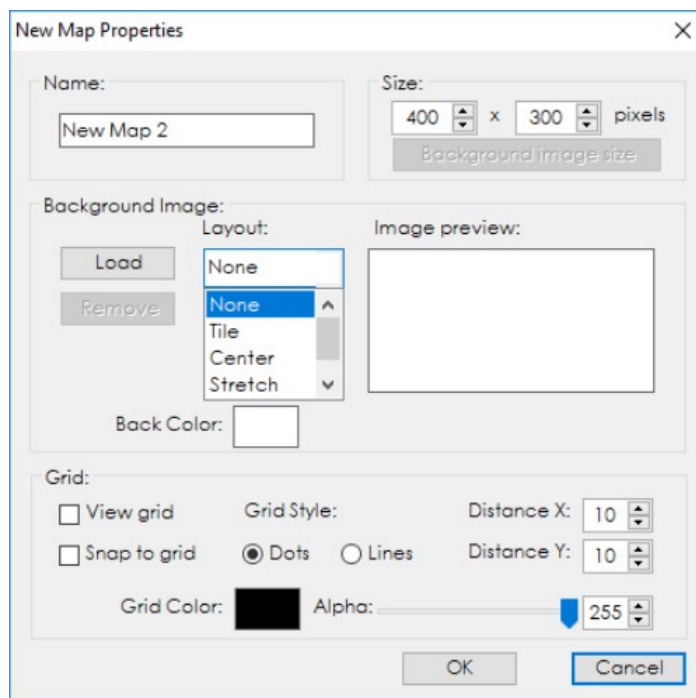 New Map Properties
Name:
New Map 2
Size:
400 x 300 pixels
Background image size
Background Image:
Layout:
Image preview:
Load
None
Remove
None
Tile
Center
Stretch
Back Color:
Grid:
View grid
Grid Style:
Distance X: 10
Snap to grid
Dots
Lines
Distance Y: 10
Grid Color:
Alpha:
255
OK
Cancel